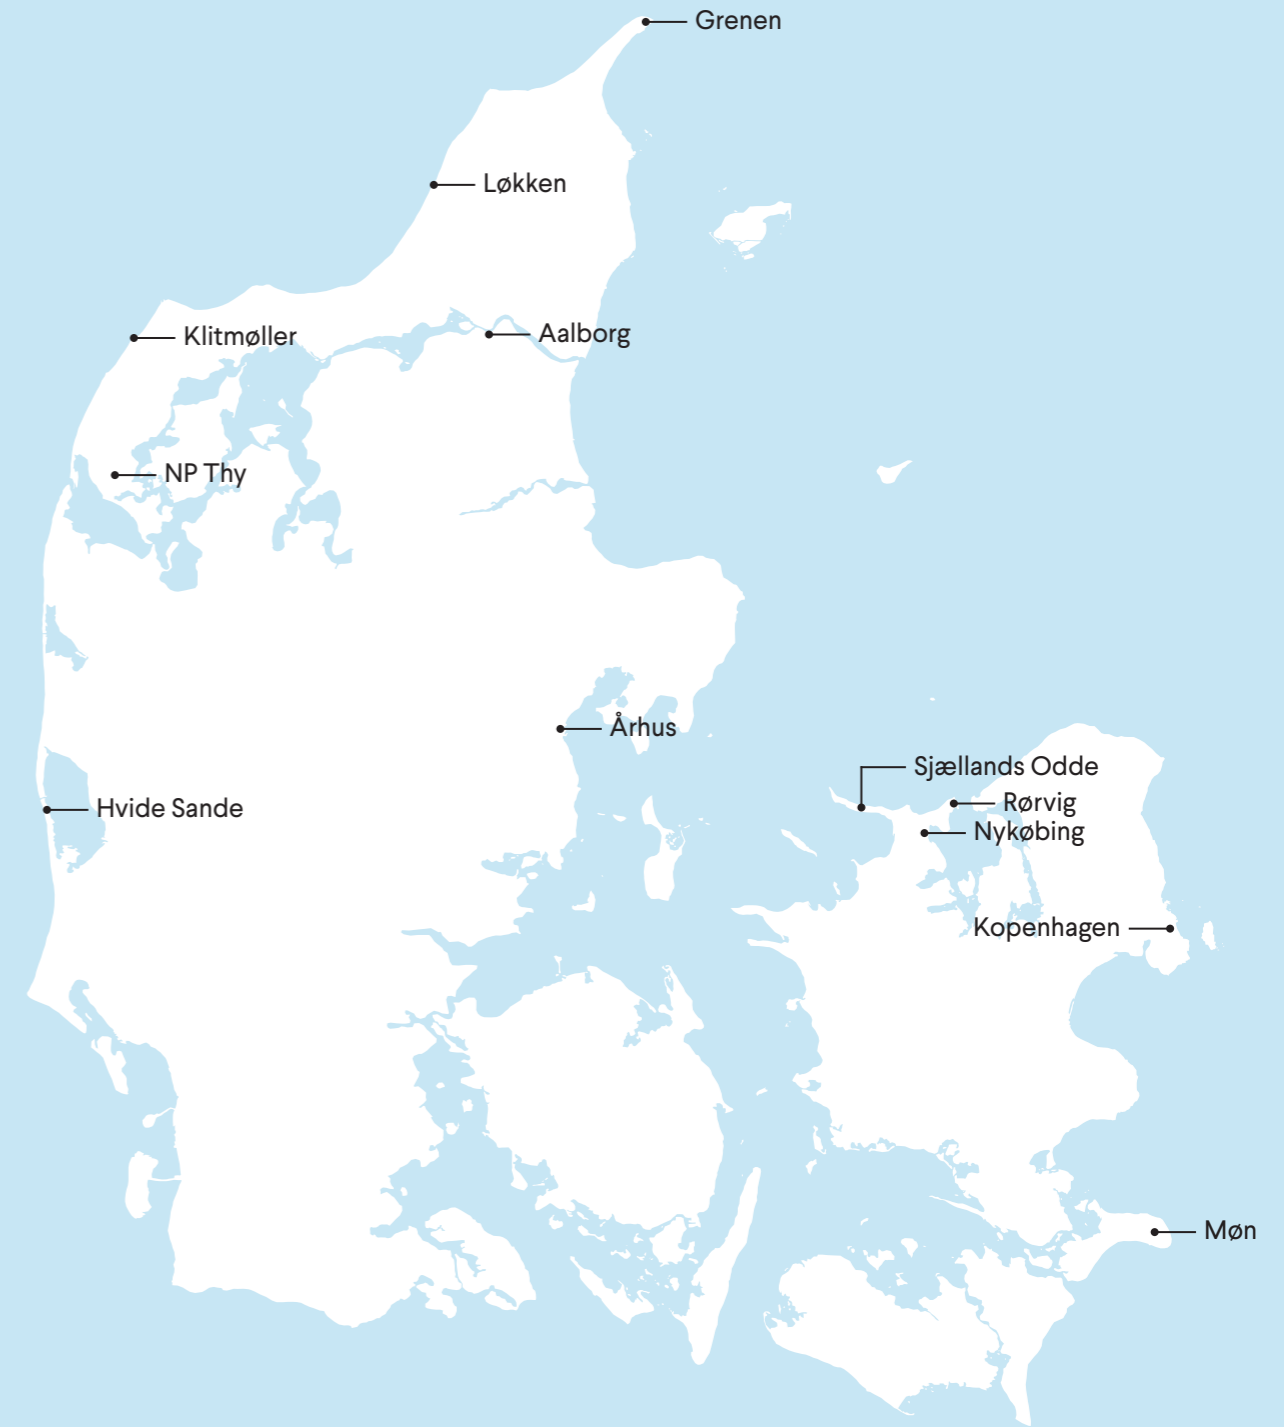 Grenen
Løkken
Klitmøller
Aalborg
NP Thy
Århus
Sjællands Odde
Hvide Sande
Rørvig
Nykøbing
Kopenhagen
Møn